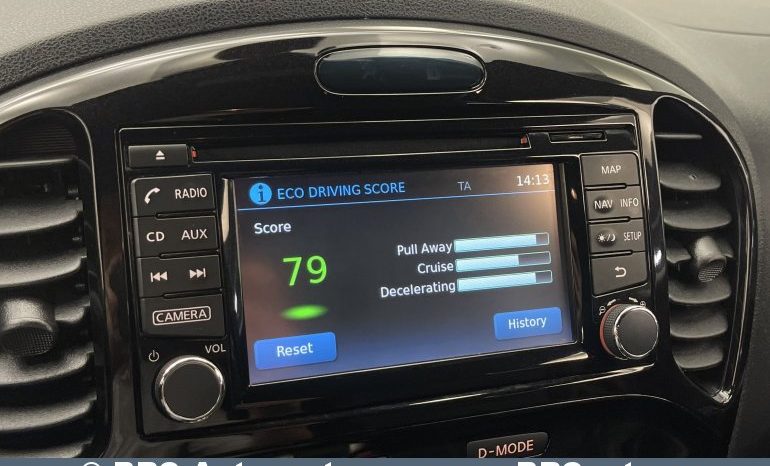 RADIO
CD AUX
CAMERA
VOL
ECO DRIVING SCORE TA 14:13
Score
79
Pull Away
Cruise
Decelerating
Reset
History
MAP
NAV INFO
SETUP
D-MODE